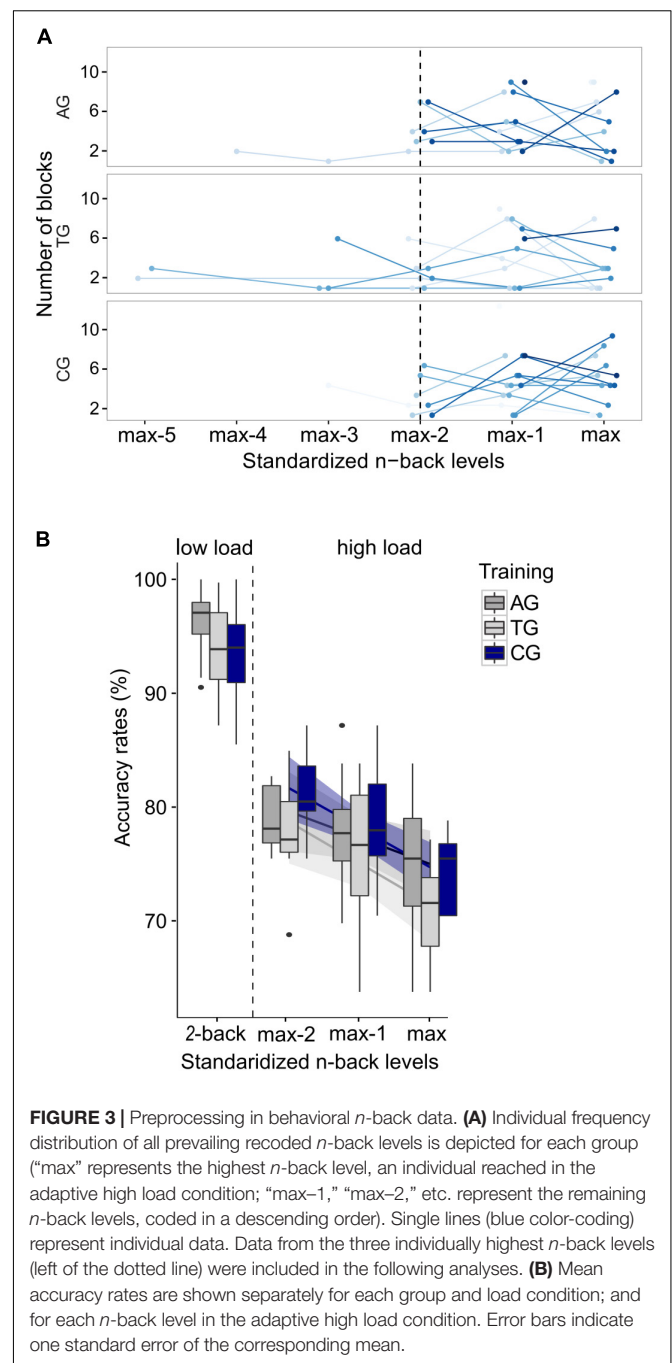 A
AG
10
6
2
Number of blocks
TG
10
6
2
CG
10
6
2
max-5 max-4 max-3 max-2 max-1 max
Standardized n−back levels
B
low load high load
Training
AG
TG
CG
Accuracy rates (%)
100
90
80
70
2-back max-2 max-1 max
Standaridized n-back levels
FIGURE 3 | Preprocessing in behavioral n-back data. (A) Individual frequency
distribution of all prevailing recoded n-back levels is depicted for each group
(“max” represents the highest n-back level, an individual reached in the
adaptive high load condition; “max–1,” “max–2,” etc. represent the remaining
n-back levels, coded in a descending order). Single lines (blue color-coding)
represent individual data. Data from the three individually highest n-back levels
(left of the dotted line) were included in the following analyses. (B) Mean
accuracy rates are shown separately for each group and load condition; and
for each n-back level in the adaptive high load condition. Error bars indicate
one standard error of the corresponding mean.